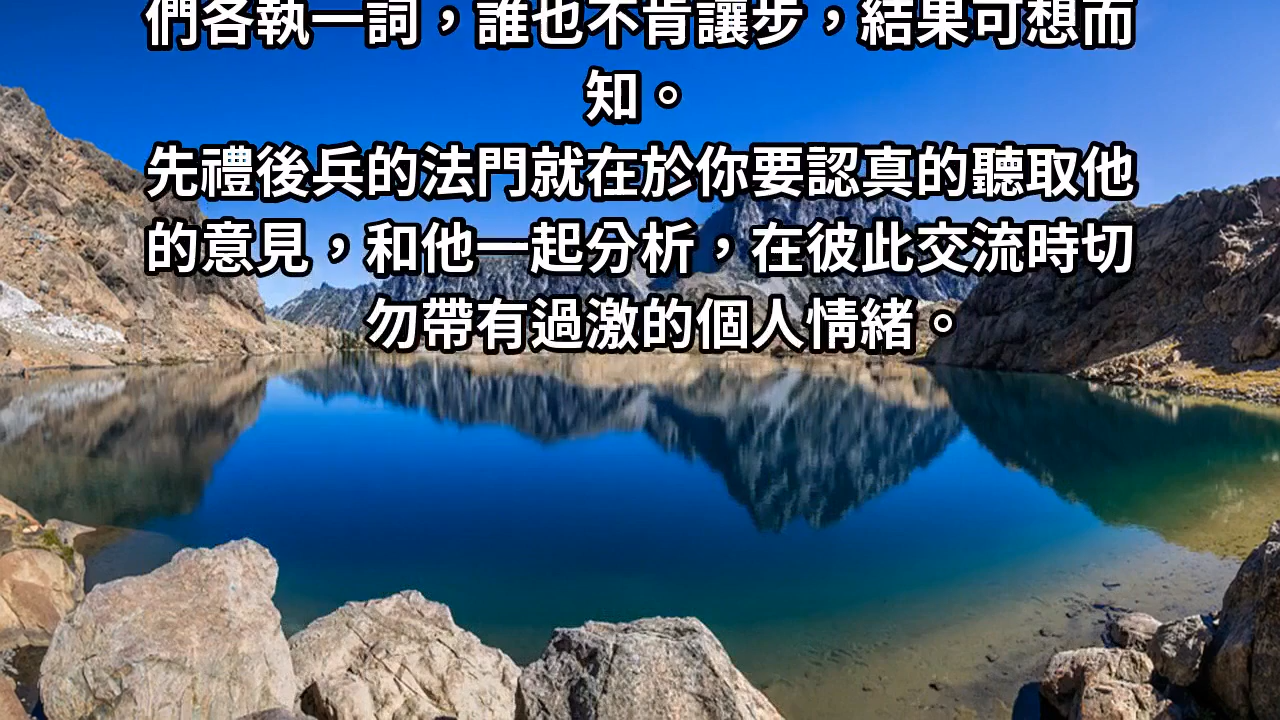 們各執一詞，誰也不肯讓步，結果可想而
知。
先禮後兵的法門就在於你要認真的聽取他
的意見，和他一起分析，在彼此交流時切
勿帶有過激的個人情緒。